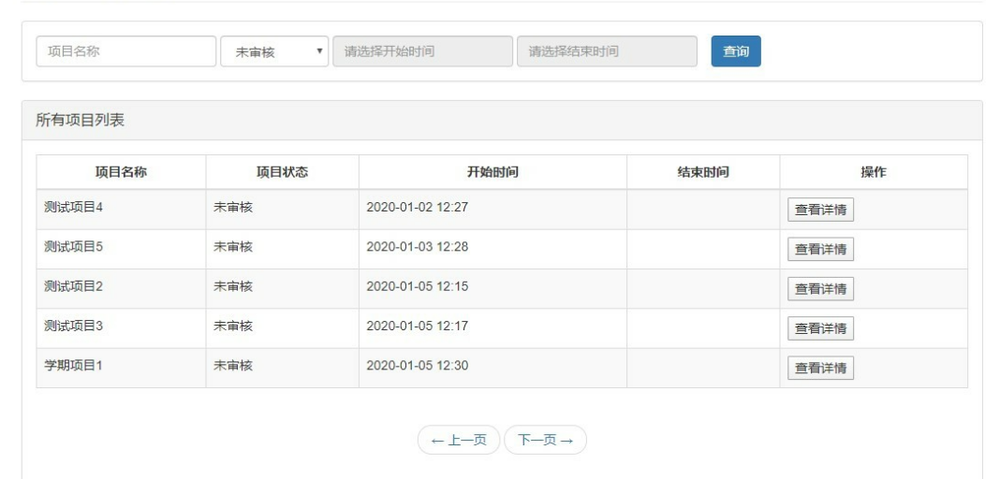 项目名称 未审核 请选择开始时间 请选择结束时间 查询
所有项目列表
项目名称 项目状态 开始时间 结束时间 操作
测试项目4 未审核 2020-01-02 12:27 查看详情
测试项目5 未审核 2020-01-03 12:28 查看详情
测试项目2 未审核 2020-01-05 12:15 查看详情
测试项目3 未审核 2020-01-05 12:17 查看详情
学期项目1 未审核 2020-01-05 12:30 查看详情
←上一页 下一页→